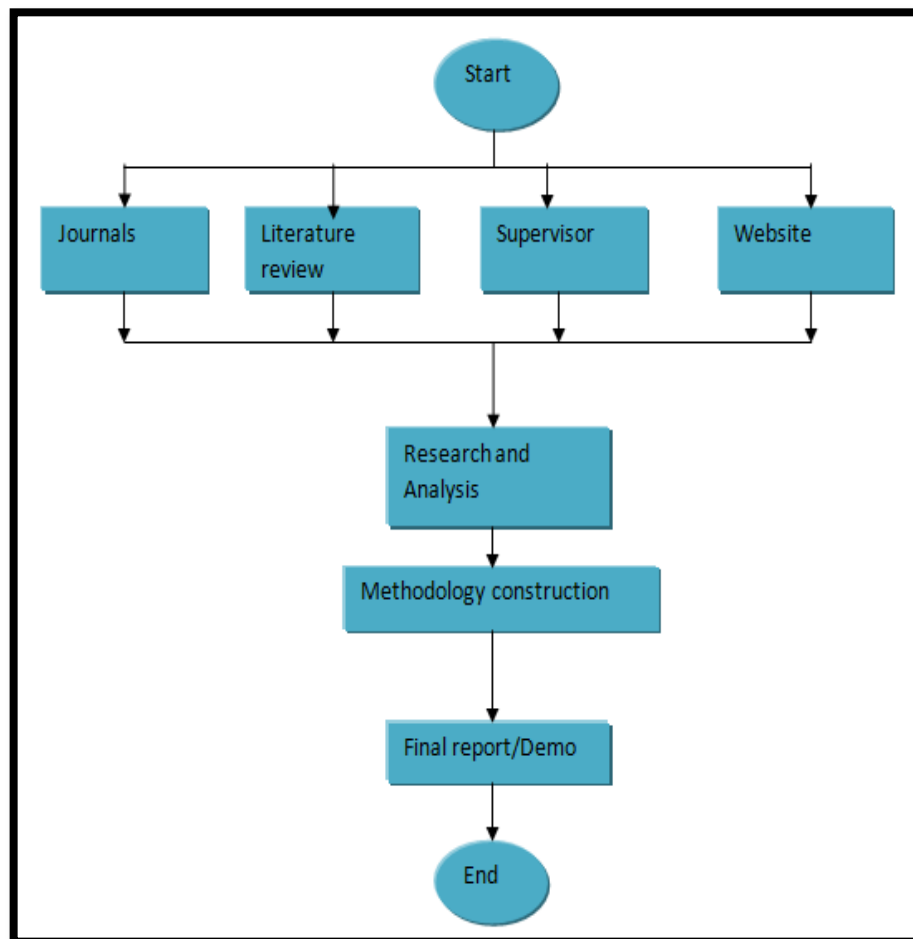 Start
Journals
Literature
review
Supervisor
Website
Research and
Analysis
Methodology construction
Final report/Demo
End